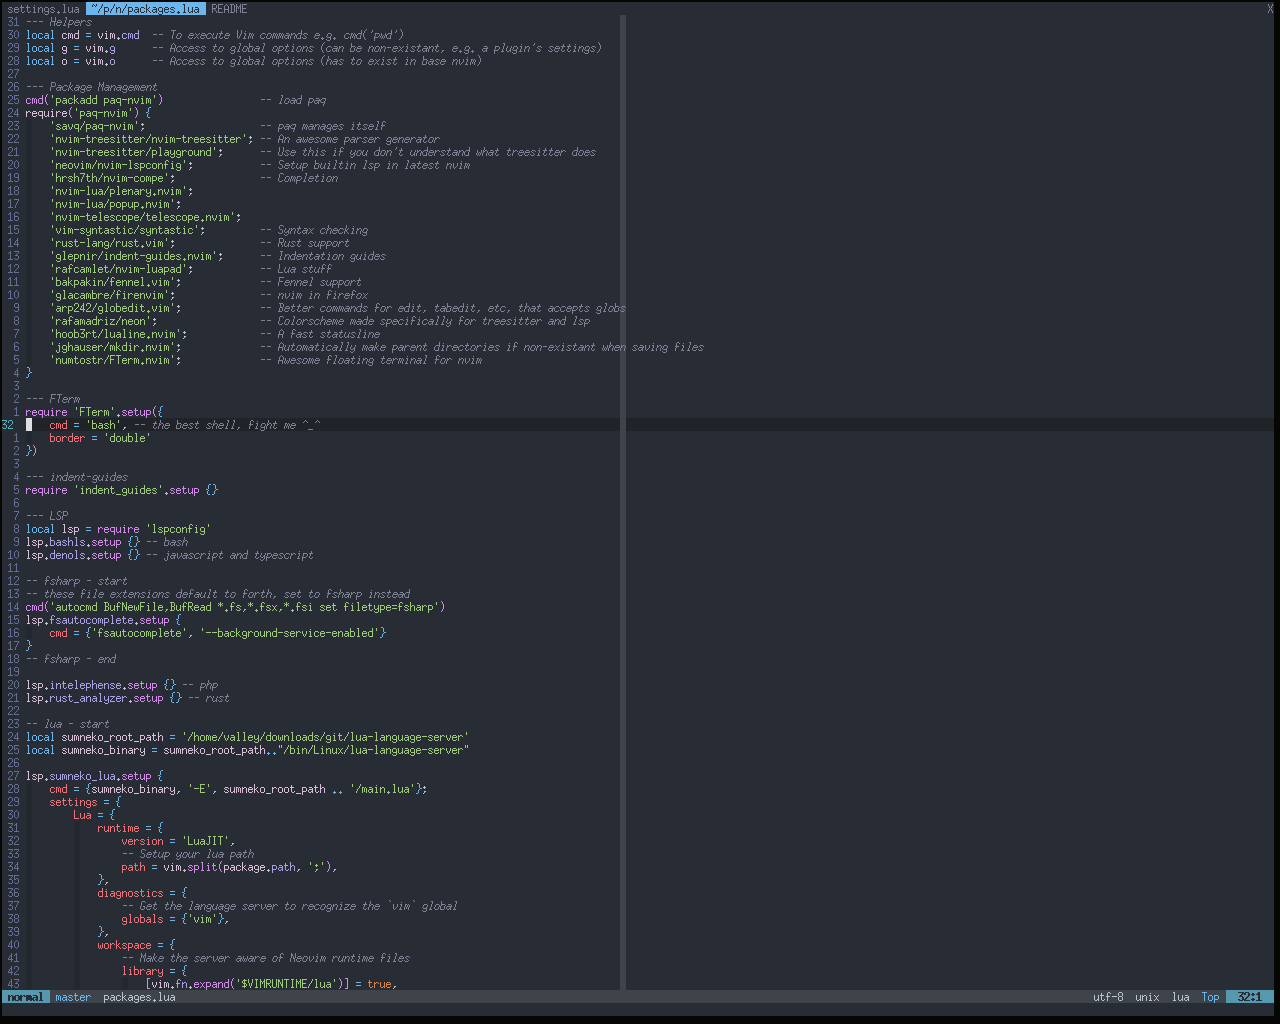 settings.lua ~/p/n/packages.lua README X
31 --- Helpers
30 local cmd = vim.cmd  -- To execute Vim commands e.g. cmd('pwd')
29 local g = vim.g      -- Access to global options (can be non-existant, e.g. a plugin's settings)
28 local o = vim.o      -- Access to global options (has to exist in base nvim)
27
26 --- Package Management
25 cmd('packadd paq-nvim')                -- load paq
24 require('paq-nvim') {
23     'savq/paq-nvim';                   -- paq manages itself
22     'nvim-treesitter/nvim-treesitter'; -- An awesome parser generator
21     'nvim-treesitter/playground';      -- Use this if you don't understand what treesitter does
20     'neovim/nvim-lspconfig';           -- Setup builtin lsp in latest nvim
19     'hrsh7th/nvim-compe';              -- Completion
18     'nvim-lua/plenary.nvim';
17     'nvim-lua/popup.nvim';
16     'nvim-telescope/telescope.nvim';
15     'vim-syntastic/syntastic';         -- Syntax checking
14     'rust-lang/rust.vim';              -- Rust support
13     'glepnir/indent-guides.nvim';      -- Indentation guides
12     'rafcamlet/nvim-luapad';           -- Lua stuff
11     'bakpakin/fennel.vim';             -- Fennel support
10     'glacambre/firenvim';              -- nvim in firefox
9     'arp242/globedit.vim';             -- Better commands for edit, tabedit, etc, that accepts globs
8     'rafamadriz/neon';                 -- Colorscheme made specifically for treesitter and lsp
7     'hoob3rt/lualine.nvim';            -- A fast statusline
6     'jghauser/mkdir.nvim';             -- Automatically make parent directories if non-existant when saving files
5     'numtostr/FTerm.nvim';             -- Awesome floating terminal for nvim
4 }
3
2 --- FTerm
1 require 'FTerm'.setup({
32     cmd = 'bash', -- the best shell, fight me ^_^
1     border = 'double'
2 })
3
4 --- indent-guides
5 require 'indent_guides'.setup {}
6
7 --- LSP
8 local lsp = require 'lspconfig'
9 lsp.bashls.setup {} -- bash
10 lsp.denols.setup {} -- javascript and typescript
11
12 -- fsharp - start
13 -- these file extensions default to forth, set to fsharp instead
14 cmd('autocmd BufNewFile,BufRead *.fs,*.fsx,*.fsi set filetype=fsharp')
15 lsp.fsautocomplete.setup {
16     cmd = {'fsautocomplete', '--background-service-enabled'}
17 }
18 -- fsharp - end
19
20 lsp.intelephense.setup {} -- php
21 lsp.rust_analyzer.setup {} -- rust
22
23 -- lua - start
24 local sumneko_root_path = '/home/valley/downloads/git/lua-language-server'
25 local sumneko_binary = sumneko_root_path.."/bin/Linux/lua-language-server"
26
27 lsp.sumneko_lua.setup {
28     cmd = {sumneko_binary, '-E', sumneko_root_path .. '/main.lua'};
29     settings = {
30         Lua = {
31             runtime = {
32                 version = 'LuaJIT',
33                 -- Setup your lua path
34                 path = vim.split(package.path, ';'),
35             },
36             diagnostics = {
37                 -- Get the language server to recognize the `vim` global
38                 globals = {'vim'},
39             },
40             workspace = {
41                 -- Make the server aware of Neovim runtime files
42                 library = {
43                     [vim.fn.expand('$VIMRUNTIME/lua')] = true,
normal master packages.lua utf-8 unix lua Top 32:1